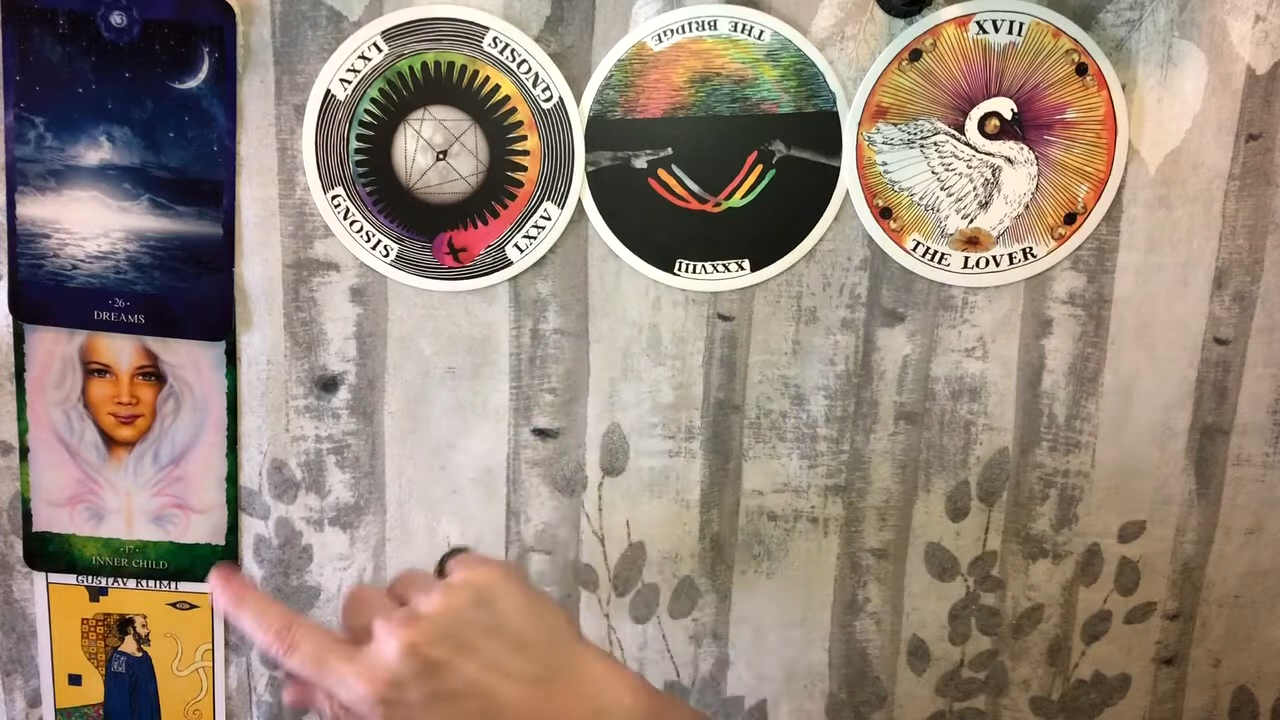 · 26 ·
DREAMS
· 17 ·
INNER CHILD
GUSTAV KLIMT
LXXV
GNOSIS
GNOSIS
LXXV
THE BRIDGE
XXXVIII
XVII
THE LOVER